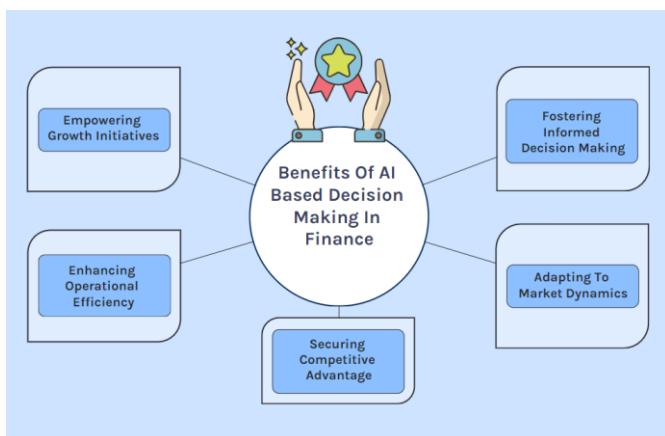 Empowering
Growth Initiatives
Fostering
Informed
Decision Making
Benefits Of AI
Based Decision
Making In
Finance
Enhancing
Operational
Efficiency
Adapting To
Market Dynamics
Securing
Competitive
Advantage